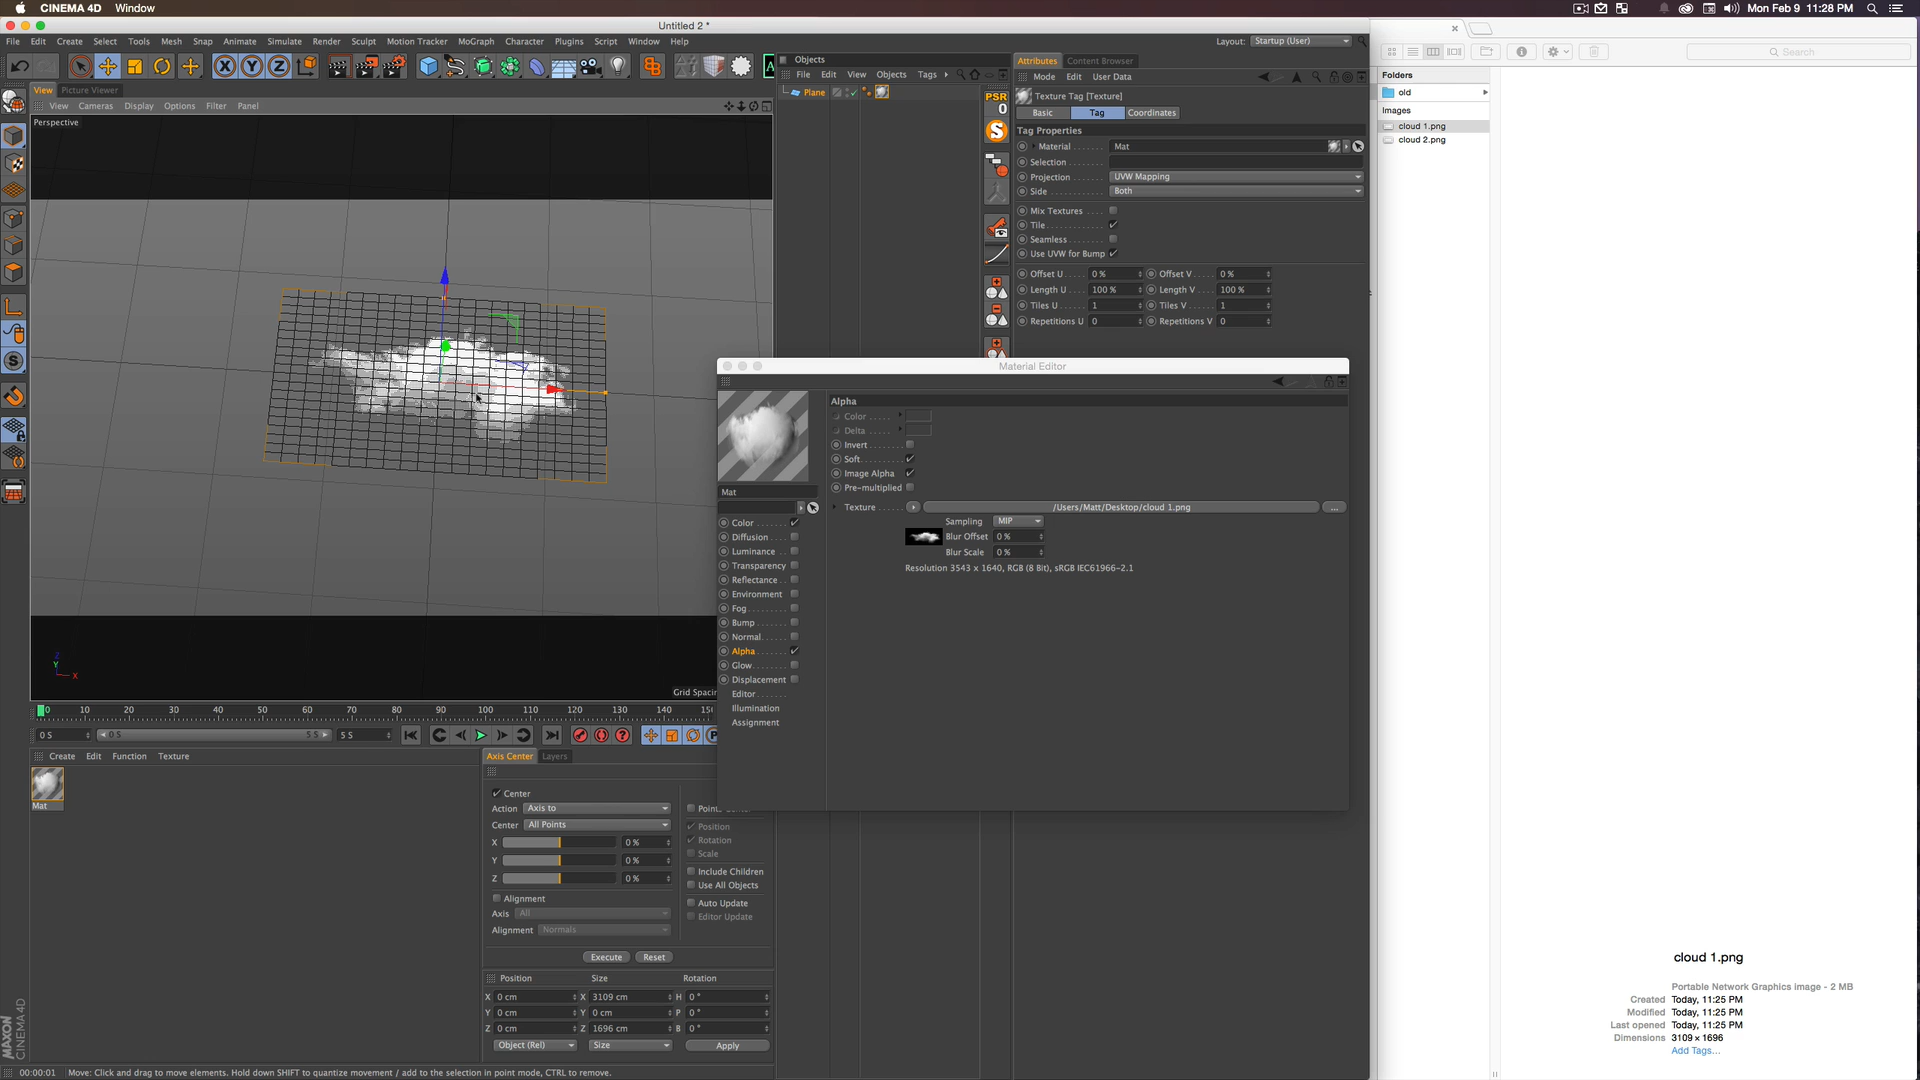 CINEMA 4D Window
Mon Feb 9 11:28 PM
Untitled 2 *
File Edit Create Select Tools Mesh Snap Animate Simulate Render Sculpt Motion Tracker MoGraph Character Plugins Script Window Help
Layout: Startup (User)
Search
View Picture Viewer
View Cameras Display Options Filter Panel
Perspective
Objects
File Edit View Objects Tags
Plane
PSR
0
Attributes Content Browser
Mode Edit User Data
Texture Tag [Texture]
Basic Tag Coordinates
Tag Properties
Material Mat
Selection
Projection UVW Mapping
Side Both
Mix Textures
Tile
Seamless
Use UVW for Bump
Offset U 0 % Offset V 0 %
Length U 100 % Length V 100 %
Tiles U 1 Tiles V 1
Repetitions U 0 Repetitions V 0
Folders
old
Images
cloud 1.png
cloud 2.png
Material Editor
Mat
Color
Diffusion
Luminance
Transparency
Reflectance
Environment
Fog
Bump
Normal
Alpha
Glow
Displacement
Editor
Illumination
Assignment
Alpha
Color
Delta
Invert
Soft
Image Alpha
Pre-multiplied
Texture /Users/Matt/Desktop/cloud 1.png ...
Sampling MIP
Blur Offset 0 %
Blur Scale 0 %
Resolution 3543 x 1640, RGB (8 Bit), sRGB IEC61966-2.1
Z
Y
X
Grid Spacin
0 10 20 30 40 50 60 70 80 90 100 110 120 130 140 15
0 S 0 S 5 S 5 S
Create Edit Function Texture
Mat
Axis Center Layers
Center
Action Axis to
Center All Points
X 0 %
Y 0 %
Z 0 %
Alignment
Axis All
Alignment Normals
Position
Rotation
Scale
Include Children
Use All Objects
Auto Update
Editor Update
Execute Reset
Position Size Rotation
X 0 cm X 3109 cm H 0 °
Y 0 cm Y 0 cm P 0 °
Z 0 cm Z 1696 cm B 0 °
Object (Rel) Size Apply
MAXON
CINEMA 4D
00:00:01 Move: Click and drag to move elements. Hold down SHIFT to quantize movement / add to the selection in point mode, CTRL to remove.
cloud 1.png
Portable Network Graphics image - 2 MB
Created Today, 11:25 PM
Modified Today, 11:25 PM
Last opened Today, 11:25 PM
Dimensions 3109 × 1696
Add Tags...